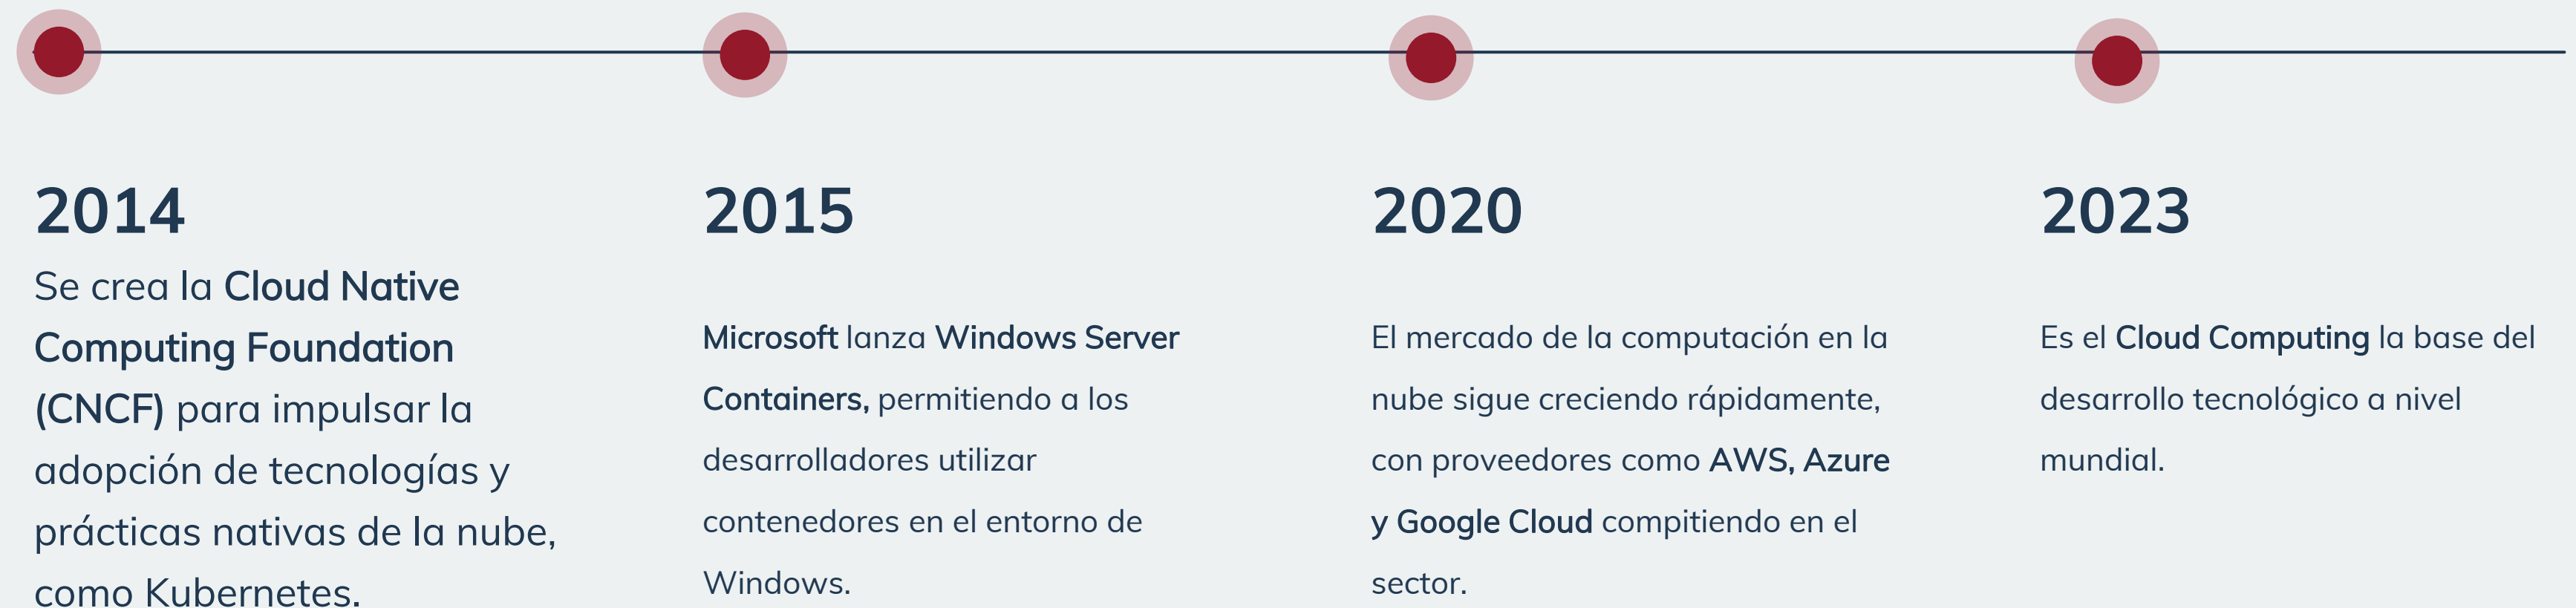 2014
Se crea la Cloud Native
Computing Foundation
(CNCF) para impulsar la
adopción de tecnologías y
prácticas nativas de la nube,
como Kubernetes.
2015
Microsoft lanza Windows Server
Containers, permitiendo a los
desarrolladores utilizar
contenedores en el entorno de
Windows.
2020
El mercado de la computación en la
nube sigue creciendo rápidamente,
con proveedores como AWS, Azure
y Google Cloud compitiendo en el
sector.
2023
Es el Cloud Computing la base del
desarrollo tecnológico a nivel
mundial.